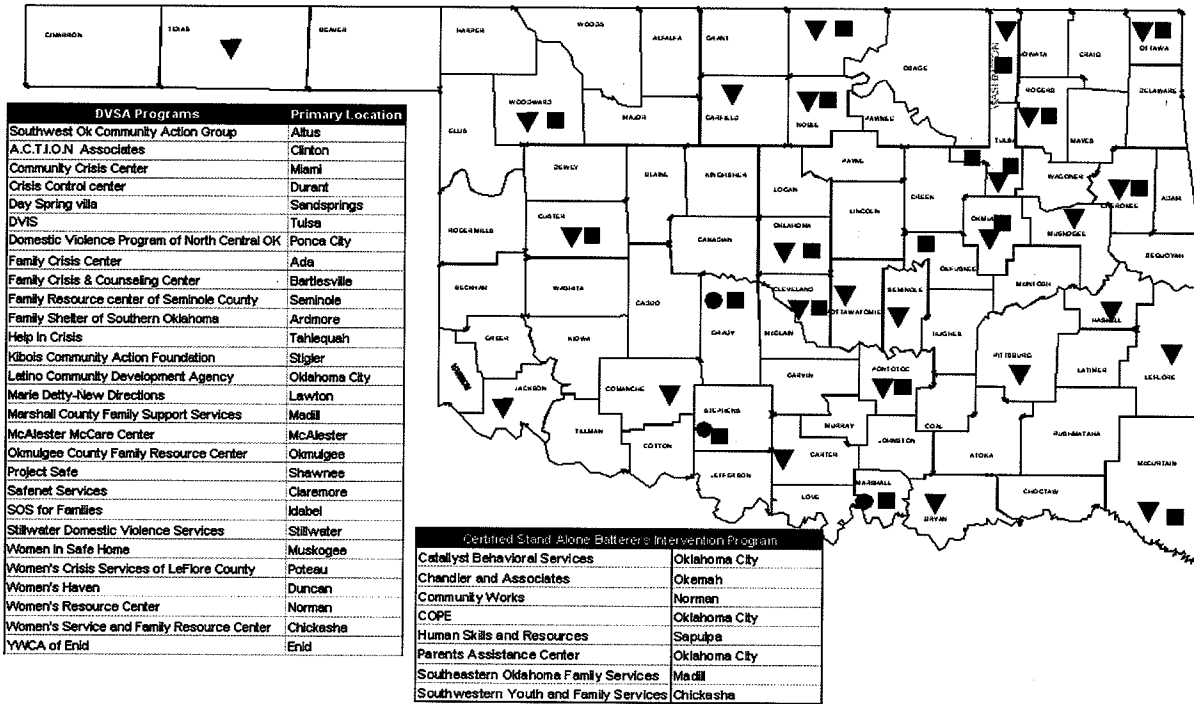 CIMARRON TEXAS BEAVER HARPER WOODS ALFALFA GRANT OSAGE WASHINGTON NOWATA CRAIG OTTAWA
WOODWARD MAJOR GARFIELD NOBLE PAWNEE ROGERS DELAWARE
ELLIS DEWEY BLAINE KINGFISHER LOGAN PAYNE TULSA MAYES
ROGER MILLS CUSTER CANADIAN OKLAHOMA LINCOLN CREEK WAGONER CHEROKEE ADAIR
BECKHAM WASHITA CADDO CLEVELAND OKMULGEE MUSKOGEE SEQUOYAH
GREER KIOWA GRADY MCCLAIN POTTAWATOMIE SEMINOLE OKFUSKEE MCINTOSH HASKELL
JACKSON COMANCHE GARVIN PONTOTOC HUGHES PITTSBURG LATIMER LEFLORE
TILLMAN COTTON STEPHENS MURRAY JOHNSTON COAL ATOKA PUSHMATAHA
JEFFERSON CARTER LOVE MARSHALL BRYAN CHOCTAW MCCURTAIN
DVSA Programs Primary Location
Southwest Ok Community Action Group Altus
A.C.T.I.O.N Associates Clinton
Community Crisis Center Miami
Crisis Control center Durant
Day Spring villa Sandsprings
DVIS Tulsa
Domestic Violence Program of North Central OK Ponca City
Family Crisis Center Ada
Family Crisis & Counseling Center Bartlesville
Family Resource center of Seminole County Seminole
Family Shelter of Southern Oklahoma Ardmore
Help In Crisis Tahlequah
Kibois Community Action Foundation Stigler
Latino Community Development Agency Oklahoma City
Marie Detty-New Directions Lawton
Marshall County Family Support Services Madill
McAlester McCare Center McAlester
Okmulgee County Family Resource Center Okmulgee
Project Safe Shawnee
Safenet Services Claremore
SOS for Families Idabel
Stillwater Domestic Violence Services Stillwater
Women in Safe Home Muskogee
Women's Crisis Services of LeFlore County Poteau
Women's Haven Duncan
Women's Resource Center Norman
Women's Service and Family Resource Center Chickasha
YWCA of Enid Enid
Certified Stand Alone Batterers Intervention Program
Catalyst Behavioral Services Oklahoma City
Chandler and Associates Okemah
Community Works Norman
COPE Oklahoma City
Human Skills and Resources Sapulpa
Parents Assistance Center Oklahoma City
Southeastern Oklahoma Family Services Madill
Southwestern Youth and Family Services Chickasha